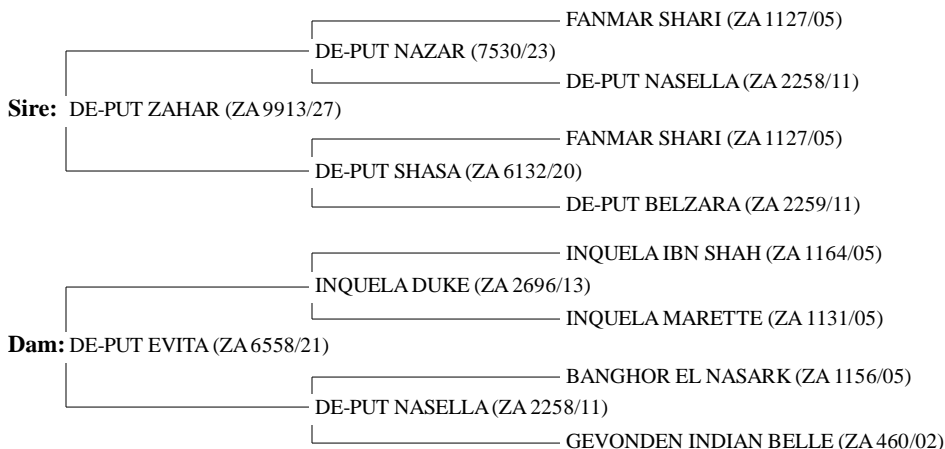 FANMAR SHARI (ZA 1127/05)
DE-PUT NAZAR (7530/23)
DE-PUT NASELLA (ZA 2258/11)
Sire: DE-PUT ZAHAR (ZA 9913/27)
FANMAR SHARI (ZA 1127/05)
DE-PUT SHASA (ZA 6132/20)
DE-PUT BELZARA (ZA 2259/11)
INQUELA IBN SHAH (ZA 1164/05)
INQUELA DUKE (ZA 2696/13)
INQUELA MARETTE (ZA 1131/05)
Dam: DE-PUT EVITA (ZA 6558/21)
BANGHOR EL NASARK (ZA 1156/05)
DE-PUT NASELLA (ZA 2258/11)
GEVONDEN INDIAN BELLE (ZA 460/02)